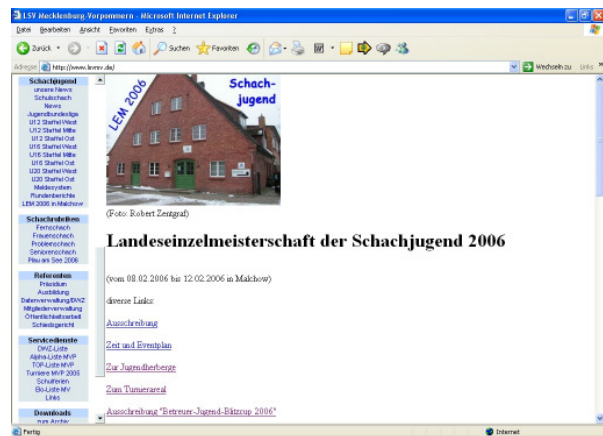 LSV Mecklenburg-Vorpommern - Microsoft Internet Explorer
Datei Bearbeiten Ansicht Favoriten Extras ?
Zurück Suchen Favoriten
Adresse http://www.lsvmv.de/ Wechseln zu Links
Schachjugend
unsere News
Schulschach
News
Jugendbundesliga
U12 Staffel West
U12 Staffel Mitte
U12 Staffel Ost
U16 Staffel West
U16 Staffel Mitte
U16 Staffel Ost
U20 Staffel West
U20 Staffel Ost
Meldesystem
Rundenberichte
LEM 2006 in Malchow
Schachrubriken
Fernschach
Frauenschach
Problemschach
Seniorenschach
Plau am See 2006
Referenten
Präsidium
Ausbildung
Datenverwaltung/DWZ
Mitgliederverwaltung
Öffentlichkeitsarbeit
Schiedsgericht
Servicedienste
DWZ-Liste
Alpha-Liste MVP
TOP-Liste MVP
Turniere MVP 2006
Schulferien
Elo-Liste MV
Links
Downloads
zum Archiv
LEM 2006
Schach-
jugend
(Foto: Robert Zentgraf)
Landeseinzelmeisterschaft der Schachjugend 2006
(vom 08.02.2006 bis 12.02.2006 in Malchow)
diverse Links:
Ausschreibung
Zeit und Eventplan
Zur Jugendherberge
Zum Turnierareal
Ausschreibung "Betreuer-Jugend-Blitzcup 2006"
Fertig Internet